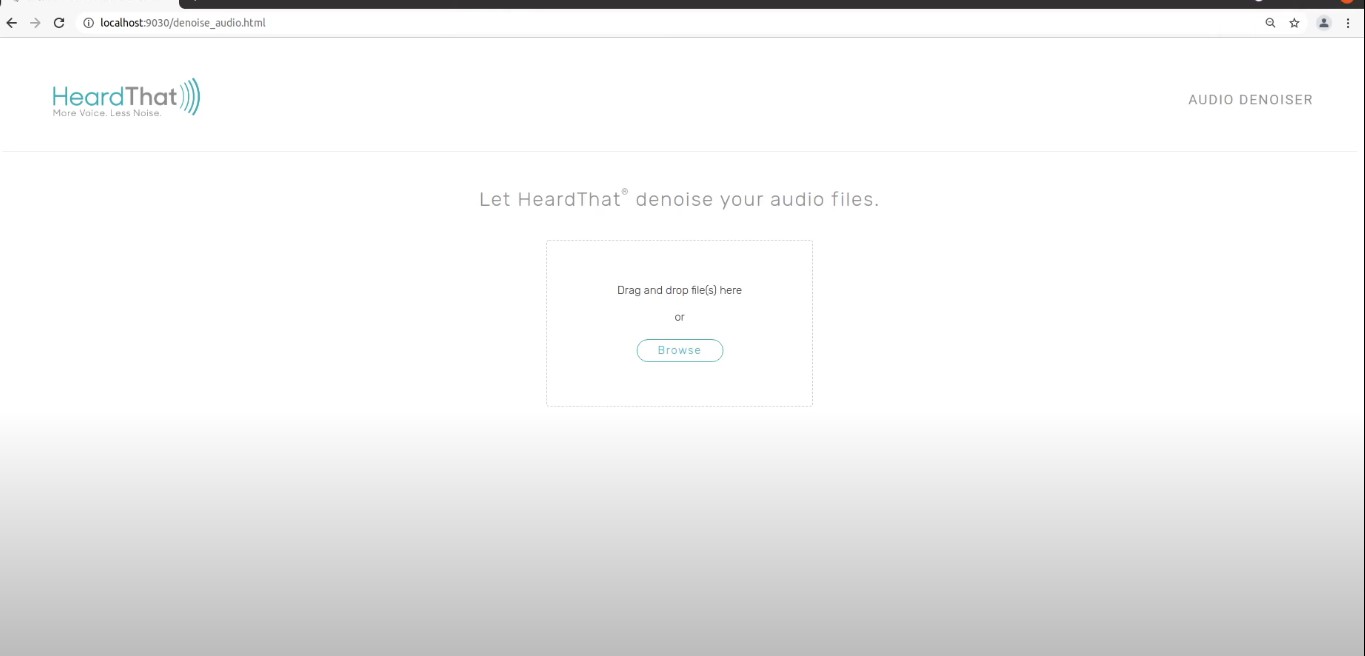 localhost:9030/denoise_audio.html
HeardThat
More Voice. Less Noise.
AUDIO DENOISER
Let HeardThat® denoise your audio files.
Drag and drop file(s) here
or
Browse